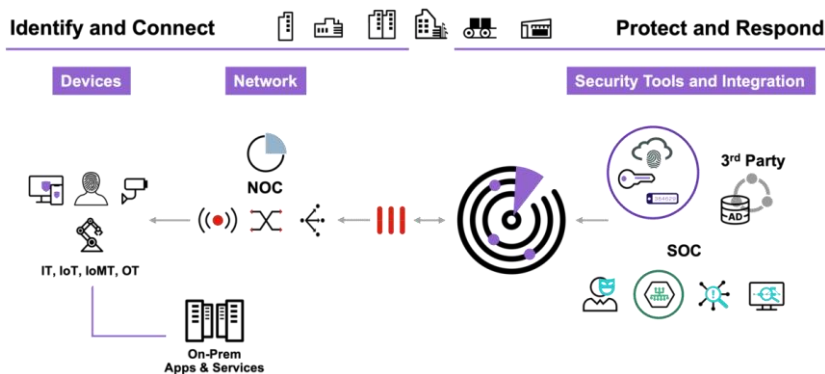 Identify and Connect
Protect and Respond
Devices
Network
Security Tools and Integration
NOC
3rd Party
AD
SOC
IT, IoT, IoMT, OT
On-Prem
Apps & Services